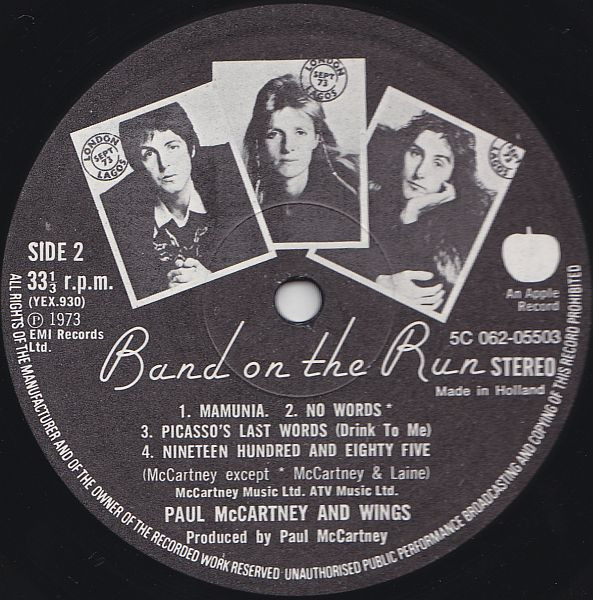 LONDON
SEPT
73
LAGOS
LONDON
SEPT
73
LAGOS
SIDE 2
33⅓ r.p.m.
(YEX.930)
Ⓟ 1973
EMI Records
Ltd.
An Apple
Record
5C 062-05503
Band on the Run
STEREO
Made in Holland
1. MAMUNIA. 2. NO WORDS *
3. PICASSO'S LAST WORDS (Drink To Me)
4. NINETEEN HUNDRED AND EIGHTY FIVE
(McCartney except * McCartney & Laine)
McCartney Music Ltd. ATV Music Ltd.
PAUL McCARTNEY AND WINGS
Produced by Paul McCartney
ALL RIGHTS OF THE MANUFACTURER AND OF THE OWNER OF THE RECORDED WORK RESERVED UNAUTHORISED PUBLIC PERFORMANCE BROADCASTING AND COPYING OF THIS RECORD PROHIBITED